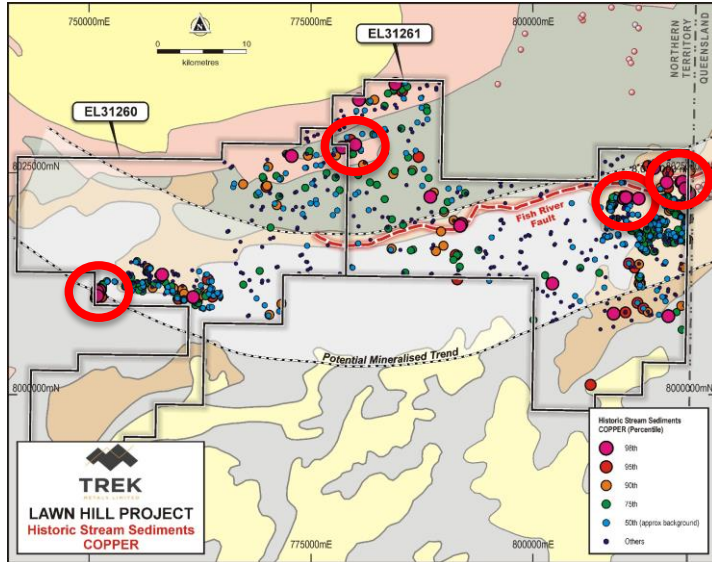 750000mE
775000mE
800000mE
EL31261
NORTHERN
TERRITORY
QUEENSLAND
0
10
kilometres
EL31260
8025000mN
Fish River
Fault
Potential Mineralised Trend
8000000mN
8000000mN
TREK
METALS LIMITED
LAWN HILL PROJECT
Historic Stream Sediments
COPPER
Historic Stream Sediments
COPPER (Percentile)
98th
95th
90th
75th
50th (approx background)
Others
775000mE
800000mE